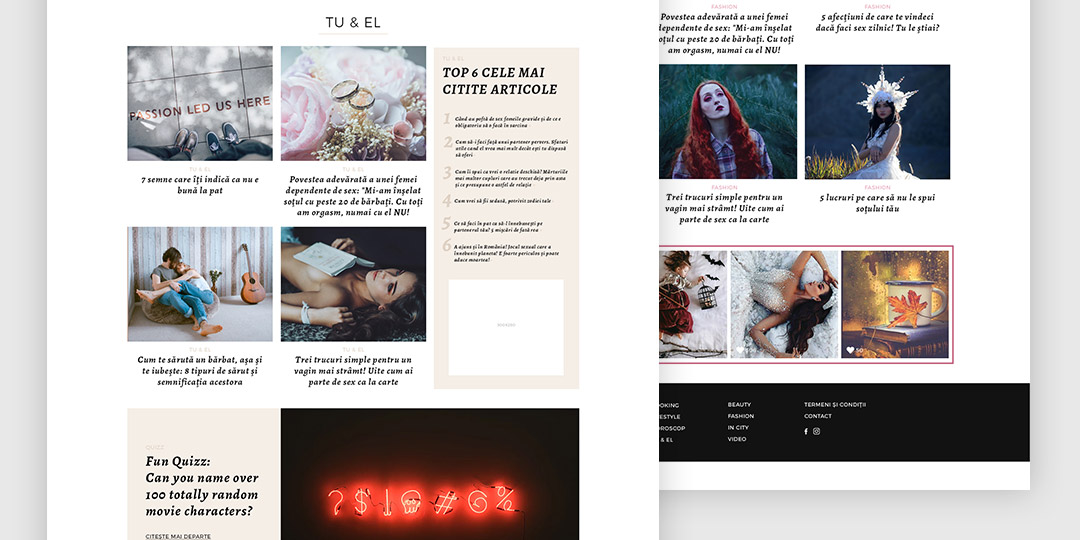 TU & EL
PASSION LED US HERE
TU & EL
7 semne care îți indică ca nu e
bună la pat
TU & EL
Povestea adevărată a unei femei
dependente de sex: "Mi-am înșelat
soțul cu peste 20 de bărbați. Cu toți
am orgasm, numai cu el NU!
TU & EL
Cum te sărută un bărbat, așa și
te iubește: 8 tipuri de sărut și
semnificația acestora
TU & EL
Trei trucuri simple pentru un
vagin mai strâmt! Uite cum ai
parte de sex ca la carte
TU & EL
TOP 6 CELE MAI
CITITE ARTICOLE
1 Când au poftă de sex femeile gravide și de ce e
obligatoriu să o facă în sarcina
2 Cum să-i faci față unui partener pervers. Sfaturi
utile cand el vrea mai mult decât ești te dispusă
să oferi
3 Cum îi spui ca vrei o relație deschisă? Mărturiile
mai multor cupluri care au trecut deja prin asta
și ce presupune o astfel de relație
4 Cum vrei să fii sedusă, potrivit zodiei tale
5 Ce să faci în pat ca să-l înnebunești pe
partenerul tău? 5 mișcări de fată rea
6 A ajuns și în România! Jocul sexual care a
înnebunit planeta! E foarte periculos și poate
aduce moartea!
QUIZZ
Fun Quizz:
Can you name over
100 totally random
movie characters?
CITEȘTE MAI DEPARTE
?$!@#6%
FASHION
Povestea adevărată a unei femei
dependente de sex: "Mi-am înșelat
soțul cu peste 20 de bărbați. Cu toți
am orgasm, numai cu el NU!
FASHION
5 afecțiuni de care te vindeci
dacă faci sex zilnic! Tu le știai?
FASHION
Trei trucuri simple pentru un
vagin mai strâmt! Uite cum ai
parte de sex ca la carte
FASHION
5 lucruri pe care să nu le spui
soțului tău
50
OOKING
FESTYLE
OROSCOP
& EL
BEAUTY
FASHION
IN CITY
VIDEO
TERMENI ȘI CONDIȚII
CONTACT